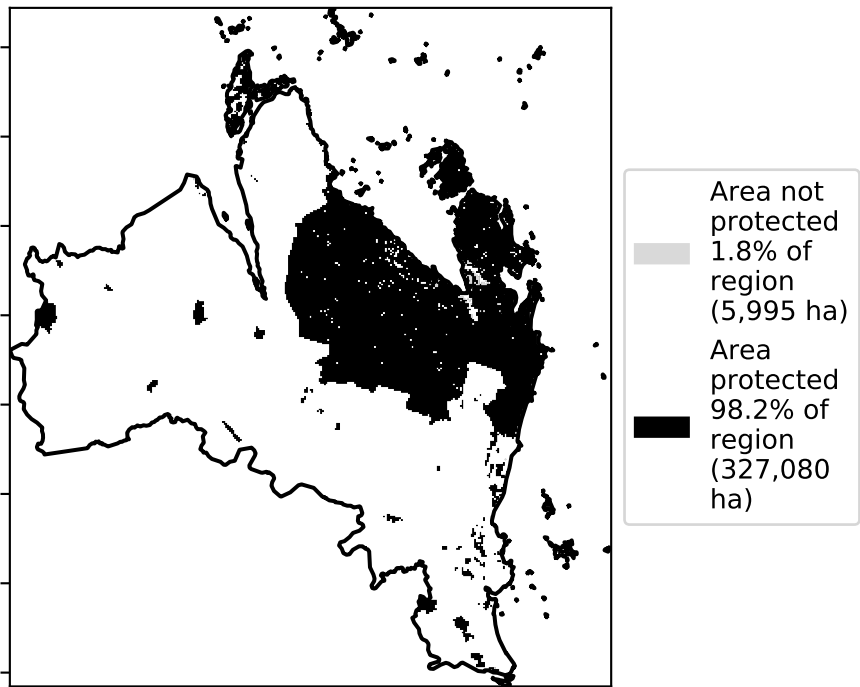 Area not
protected
1.8% of
region
(5,995 ha)
Area
protected
98.2% of
region
(327,080
ha)